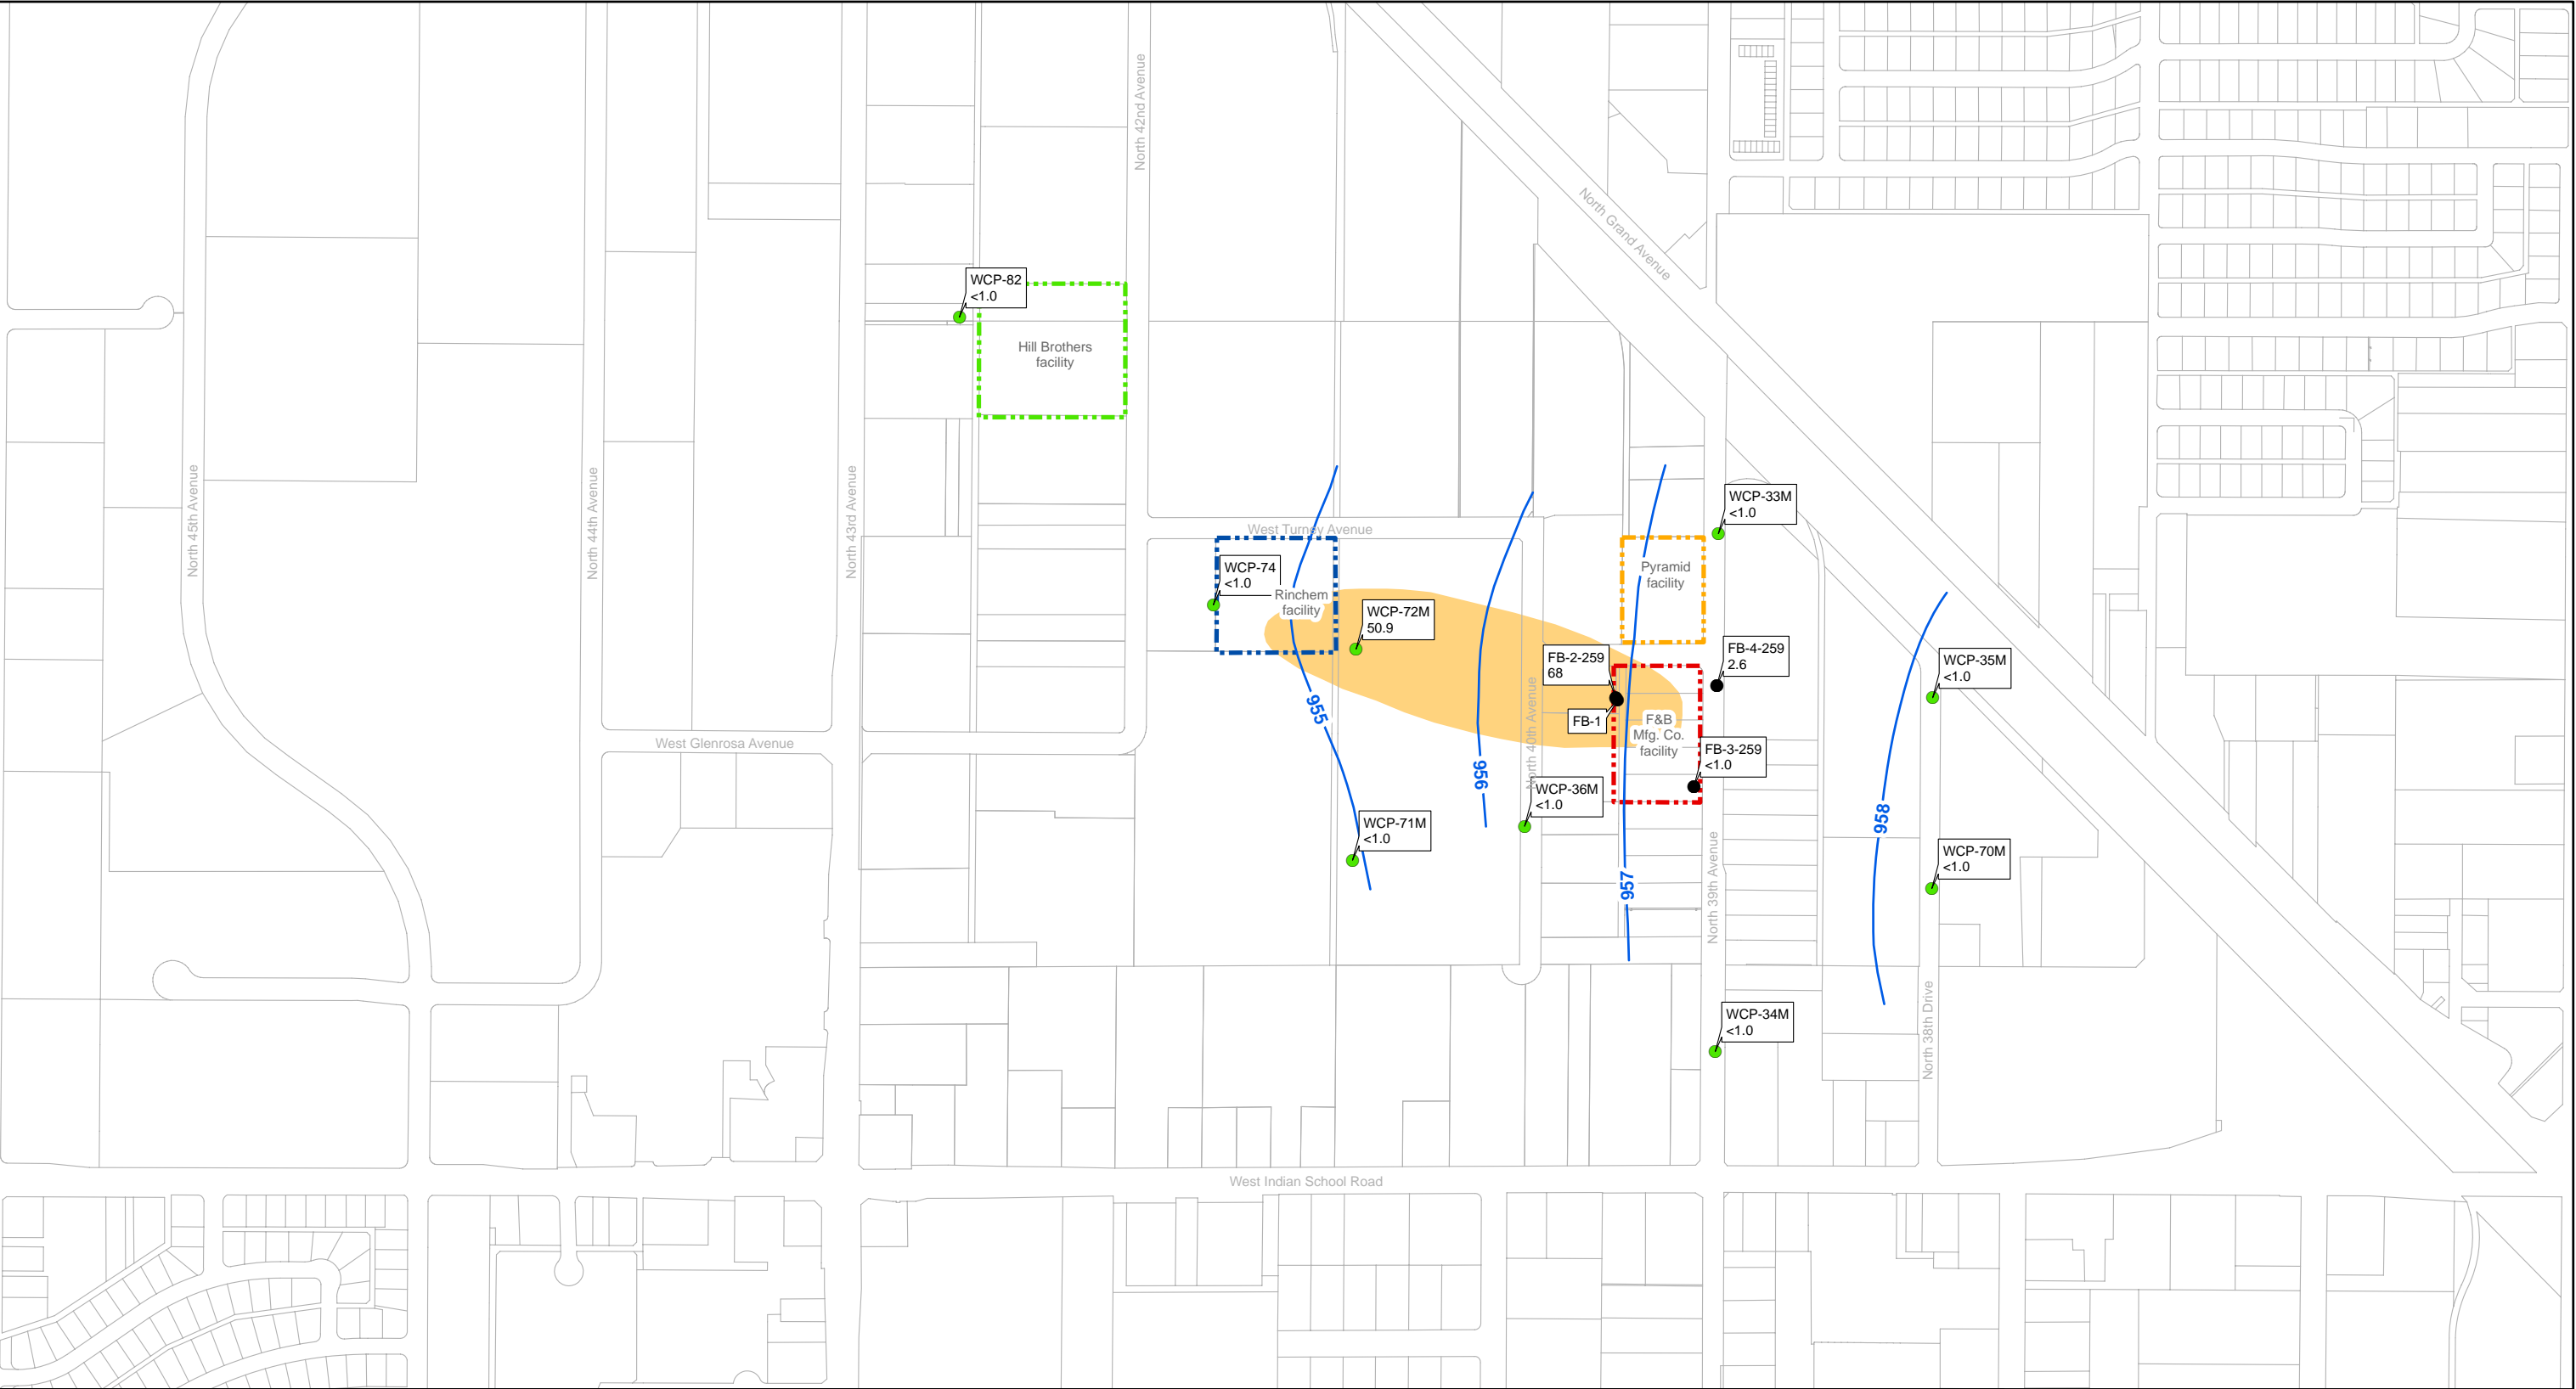 North 42nd Avenue
North Grand Avenue
WCP-82
<1.0
Hill Brothers
facility
North 45th Avenue
North 44th Avenue
North 43rd Avenue
WCP-33M
<1.0
West Turney Avenue
WCP-74
<1.0
Rinchem
facility
Pyramid
facility
WCP-72M
50.9
FB-2-259
68
FB-4-259
2.6
WCP-35M
<1.0
955
FB-1
F&B
Mfg. Co.
facility
West Glenrosa Avenue
North 40th Avenue
FB-3-259
<1.0
956
WCP-36M
<1.0
958
WCP-71M
<1.0
957
North 39th Avenue
WCP-70M
<1.0
WCP-34M
<1.0
North 38th Drive
West Indian School Road